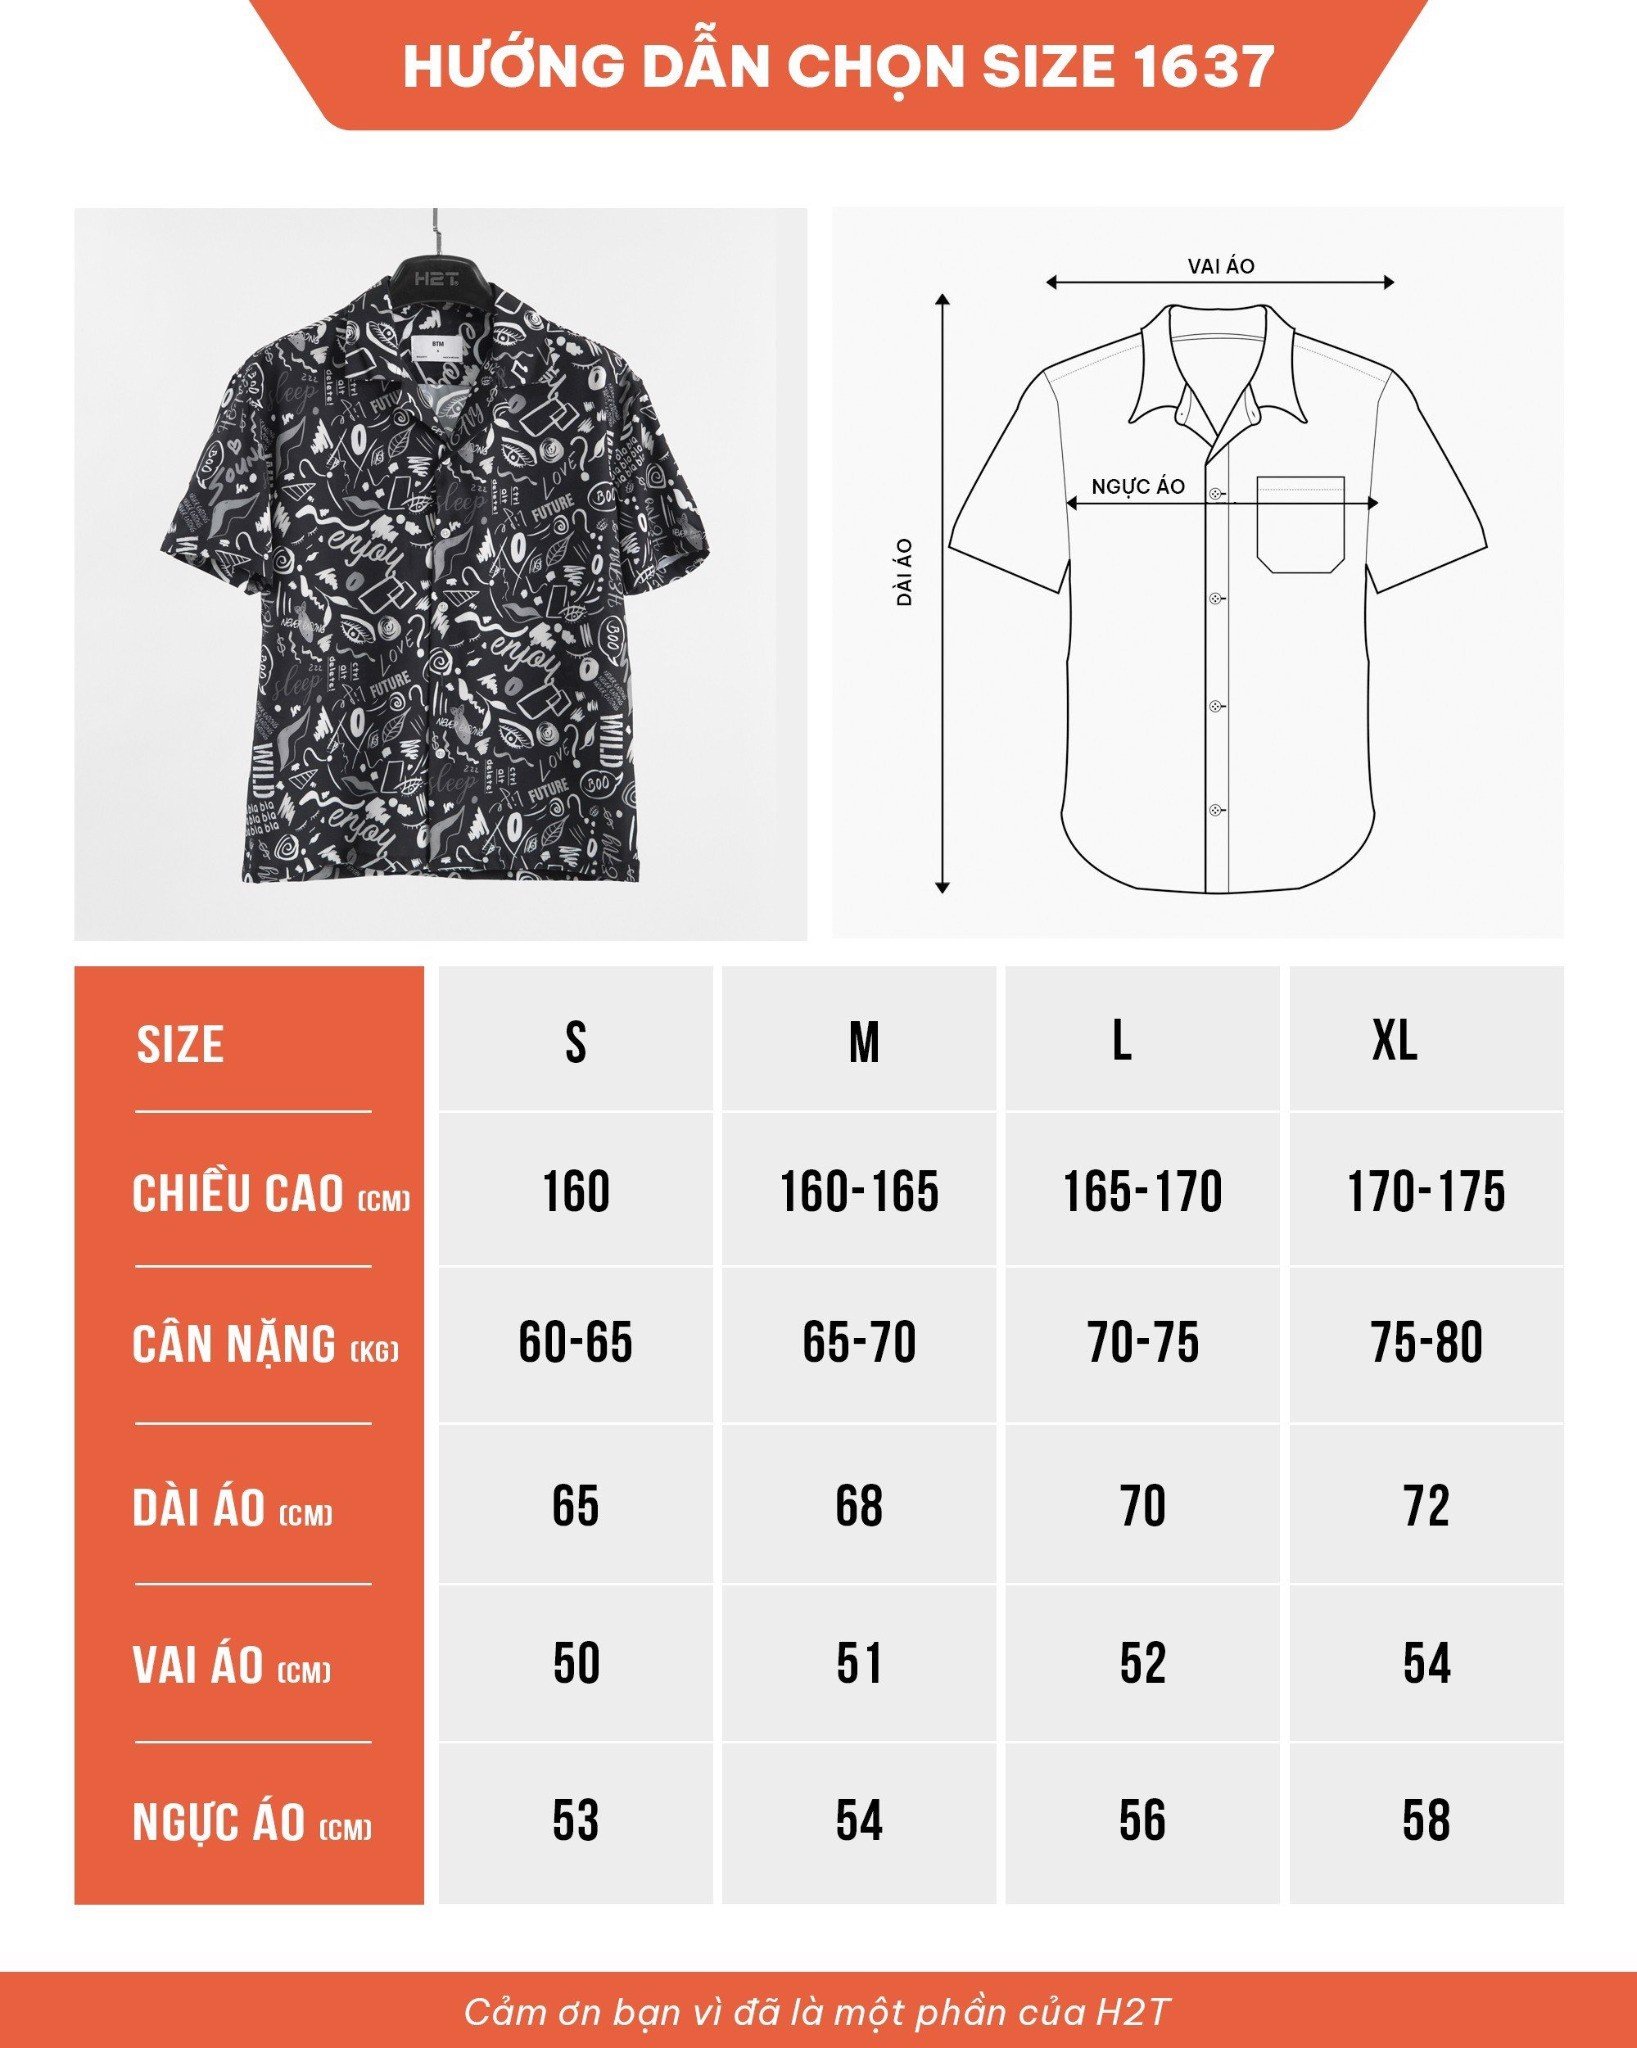 HƯỚNG DẪN CHỌN SIZE 1637
H2T
BTM
enjoy
FUTURE
LOVE
BOO
WILD
sleep
VAI ÁO
NGỰC ÁO
DÀI ÁO
SIZE S M L XL
CHIỀU CAO (CM) 160 160-165 165-170 170-175
CÂN NẶNG (KG) 60-65 65-70 70-75 75-80
DÀI ÁO (CM) 65 68 70 72
VAI ÁO (CM) 50 51 52 54
NGỰC ÁO (CM) 53 54 56 58
Cảm ơn bạn vì đã là một phần của H2T